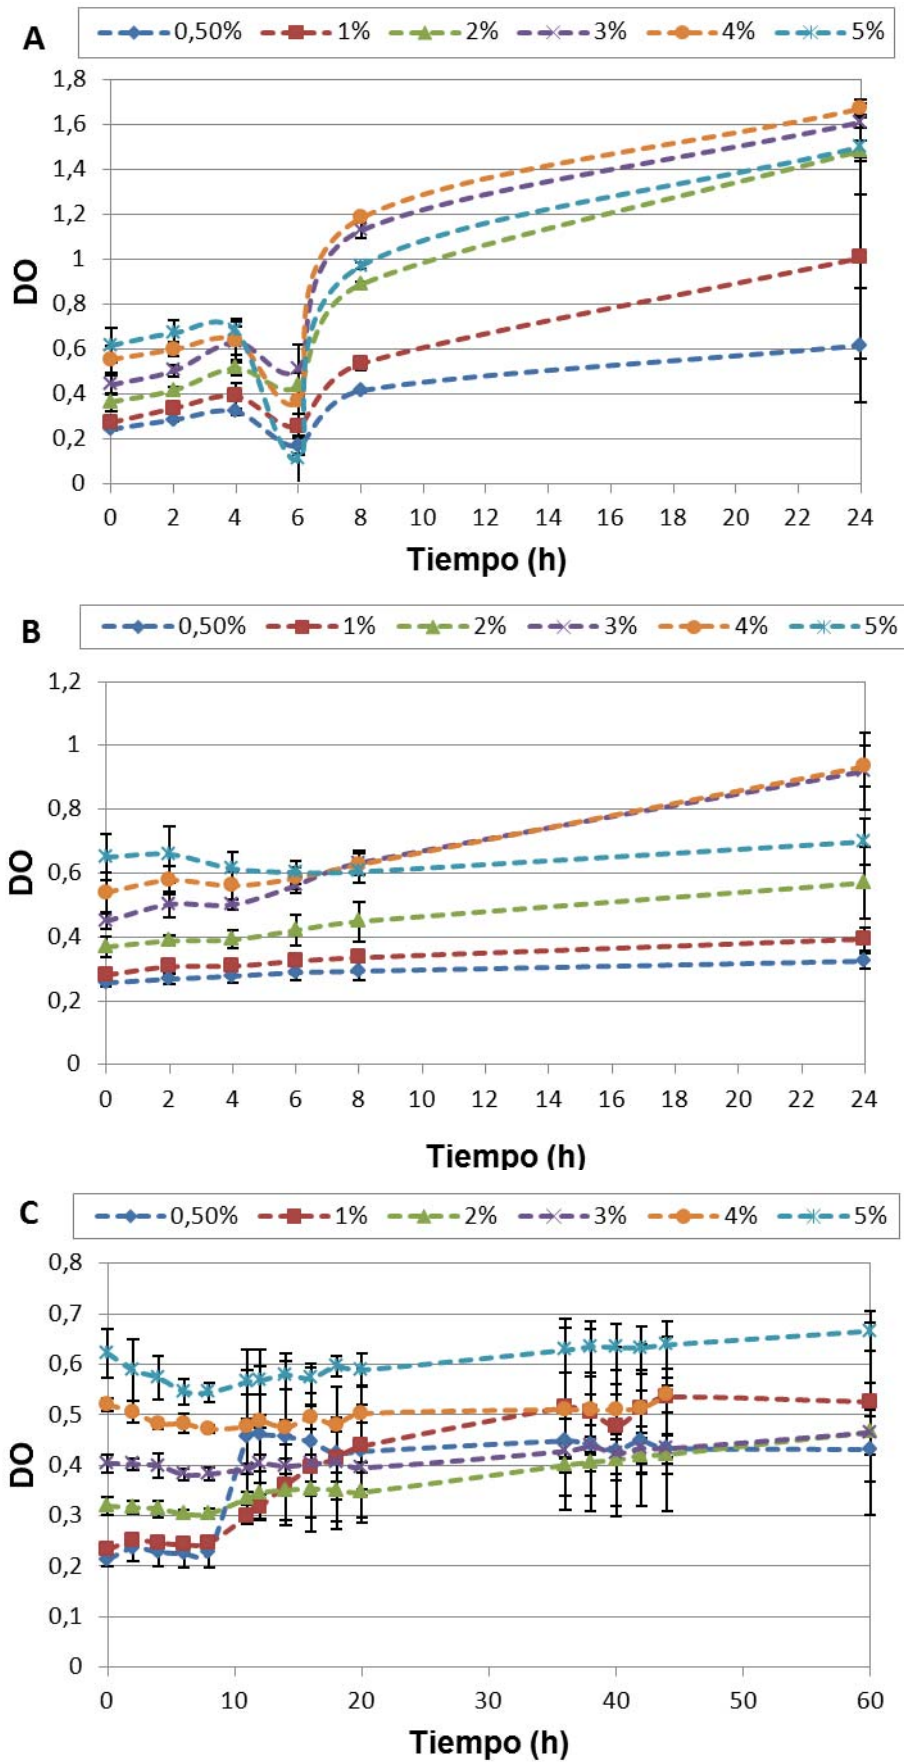 A
0,50% 1% 2% 3% 4% 5%
1,8
1,6
1,4
1,2
1
0,8
0,6
0,4
0,2
0
DO
0 2 4 6 8 10 12 14 16 18 20 22 24
Tiempo (h)
B
0,50% 1% 2% 3% 4% 5%
1,2
1
0,8
0,6
0,4
0,2
0
DO
0 2 4 6 8 10 12 14 16 18 20 22 24
Tiempo (h)
C
0,50% 1% 2% 3% 4% 5%
0,8
0,7
0,6
0,5
0,4
0,3
0,2
0,1
0
DO
0 10 20 30 40 50 60
Tiempo (h)